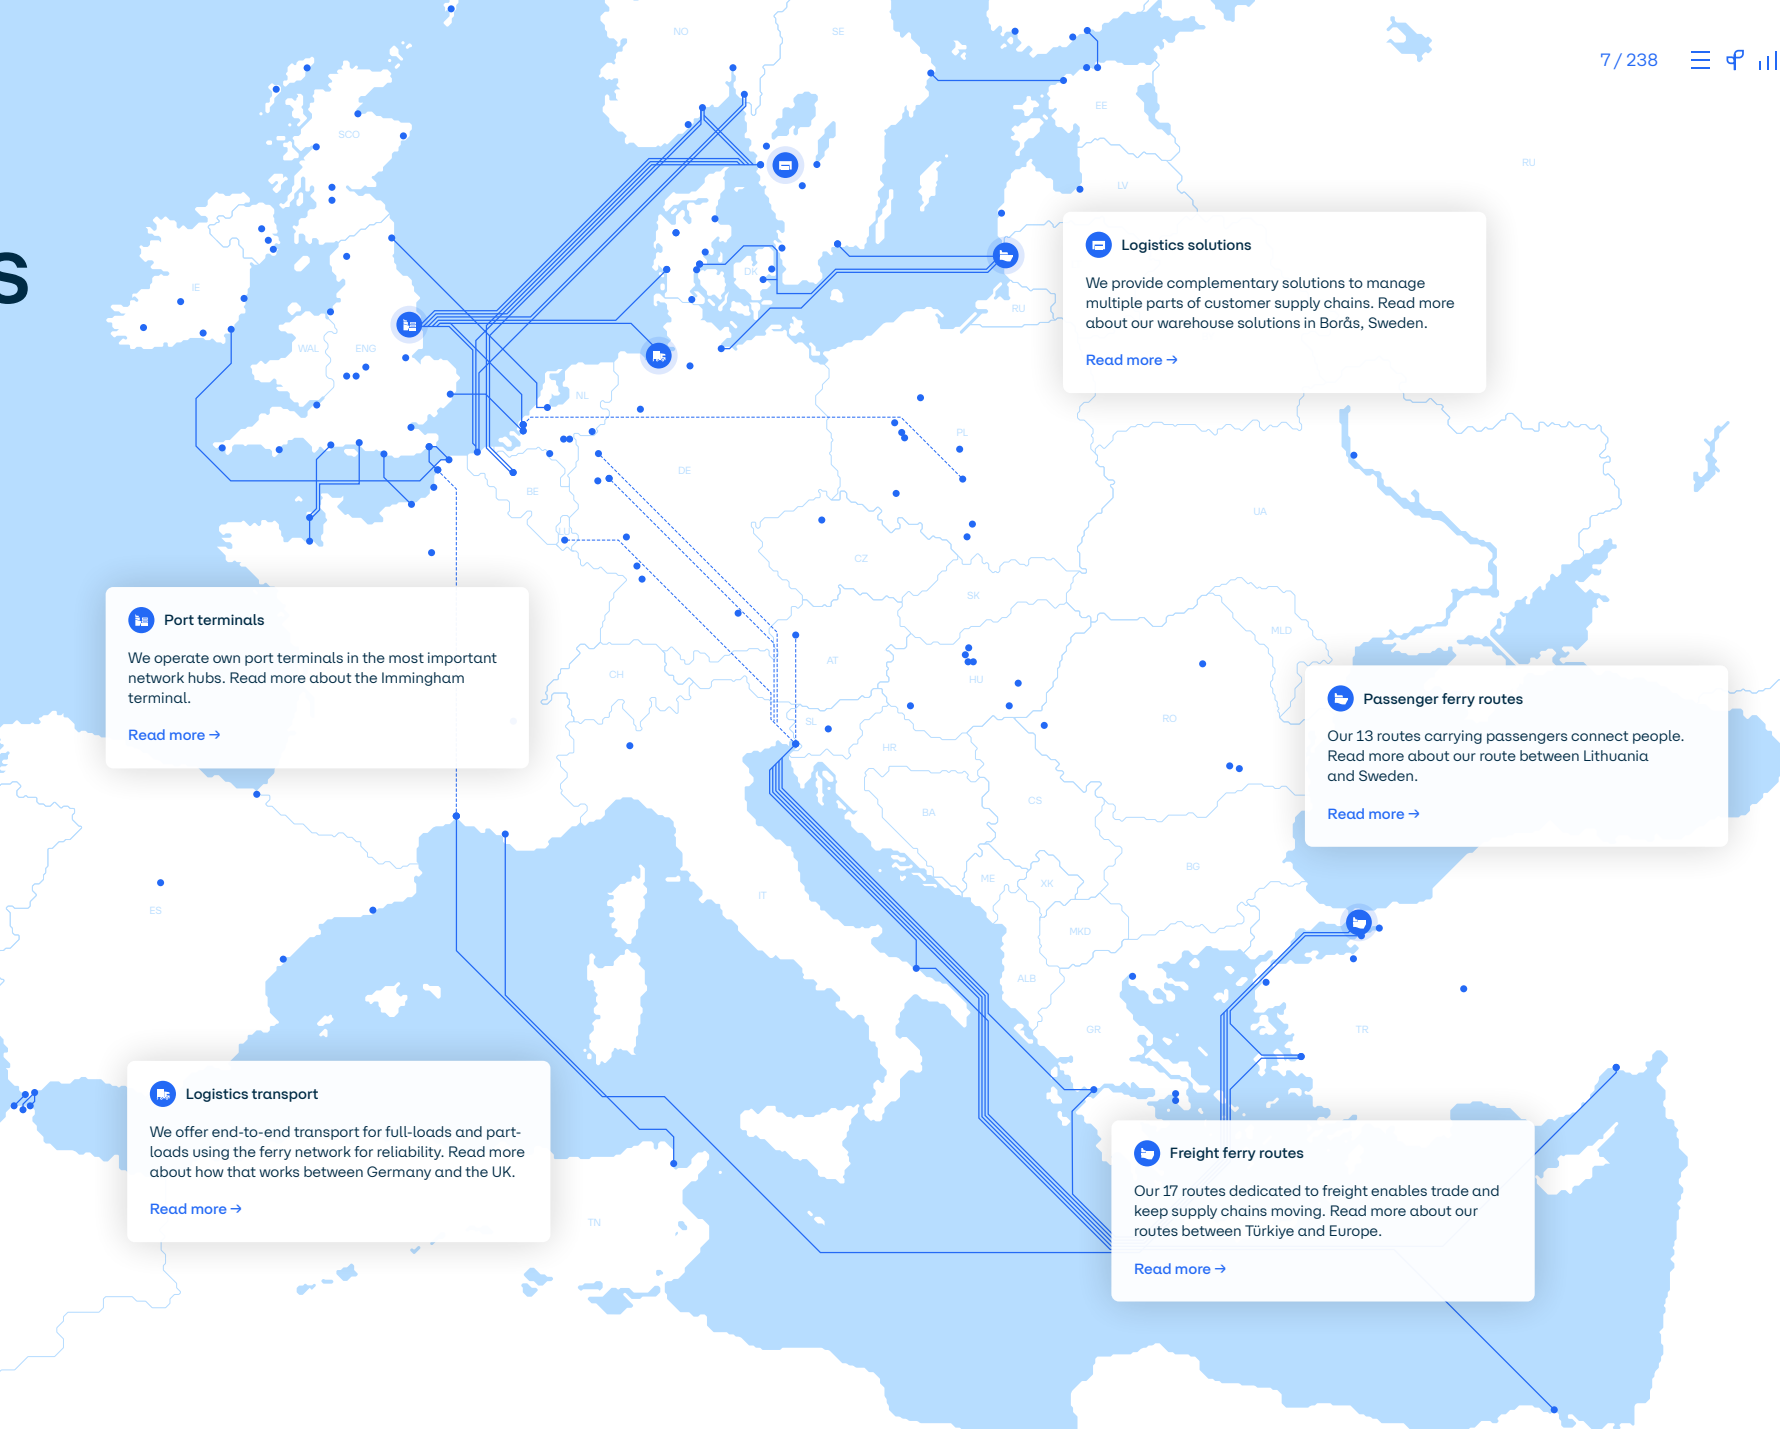 7 / 238
s
NO
SE
SCO
EE
RU
LV
IE
DK
RU
WAL
ENG
NL
PL
DE
BE
LU
UA
CZ
SK
MLD
CH
AT
HU
SL
RO
HR
CS
BA
BG
ME
XK
IT
ES
MKD
ALB
GR
TR
TN
Logistics solutions
We provide complementary solutions to manage
multiple parts of customer supply chains. Read more
about our warehouse solutions in Borås, Sweden.
Read more →
Port terminals
We operate own port terminals in the most important
network hubs. Read more about the Immingham
terminal.
Read more →
Passenger ferry routes
Our 13 routes carrying passengers connect people.
Read more about our route between Lithuania
and Sweden.
Read more →
Logistics transport
We offer end-to-end transport for full-loads and part-
loads using the ferry network for reliability. Read more
about how that works between Germany and the UK.
Read more →
Freight ferry routes
Our 17 routes dedicated to freight enables trade and
keep supply chains moving. Read more about our
routes between Türkiye and Europe.
Read more →